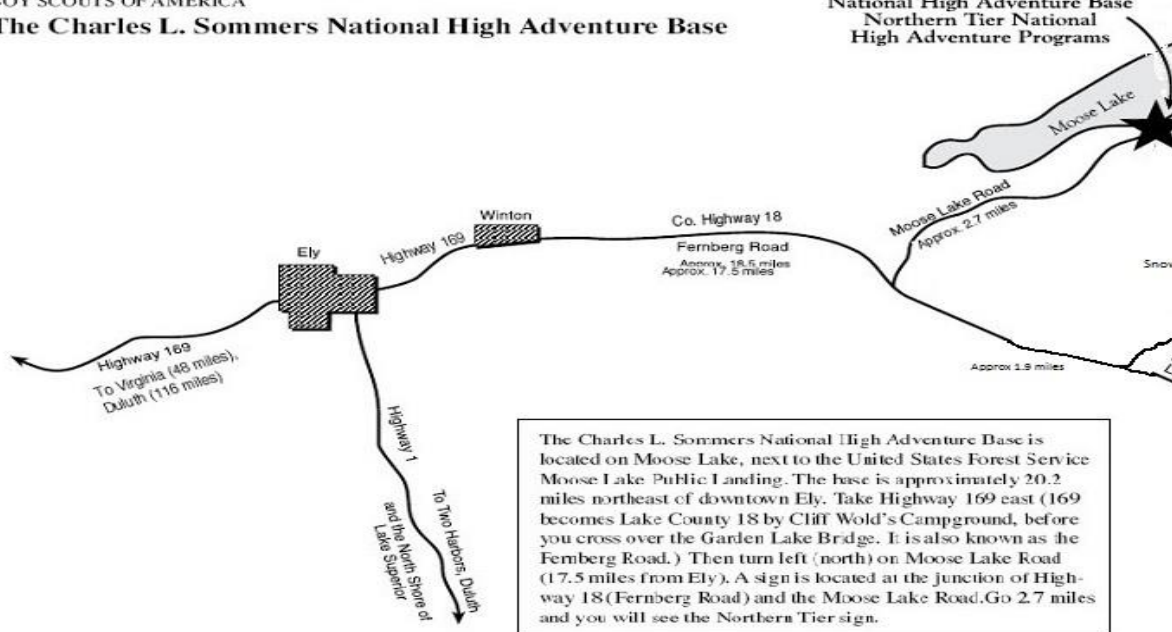 BOY SCOUTS OF AMERICA
The Charles L. Sommers National High Adventure Base
National High Adventure Base
Northern Tier National
High Adventure Programs
Moose Lake
Moose Lake Road
Approx. 2.7 miles
Winton
Co. Highway 18
Highway 169
Fernberg Road
Approx. 18.5 miles
Approx. 17.5 miles
Ely
Snow
Highway 169
To Virginia (48 miles),
Duluth (116 miles)
Approx 1.9 miles
Highway 1
To Two Harbors, Duluth
and the North Shore of
Lake Superior
The Charles L. Sommers National High Adventure Base is
located on Moose Lake, next to the United States Forest Service
Moose Lake Public Landing. The base is approximately 20.2
miles northeast of downtown Ely. Take Highway 169 east (169
becomes Lake County 18 by Cliff Wold's Campground, before
you cross over the Garden Lake Bridge. It is also known as the
Fernberg Road.) Then turn left (north) on Moose Lake Road
(17.5 miles from Ely). A sign is located at the junction of High-
way 18 (Fernberg Road) and the Moose Lake Road.Go 2.7 miles
and you will see the Northern Tier sign.